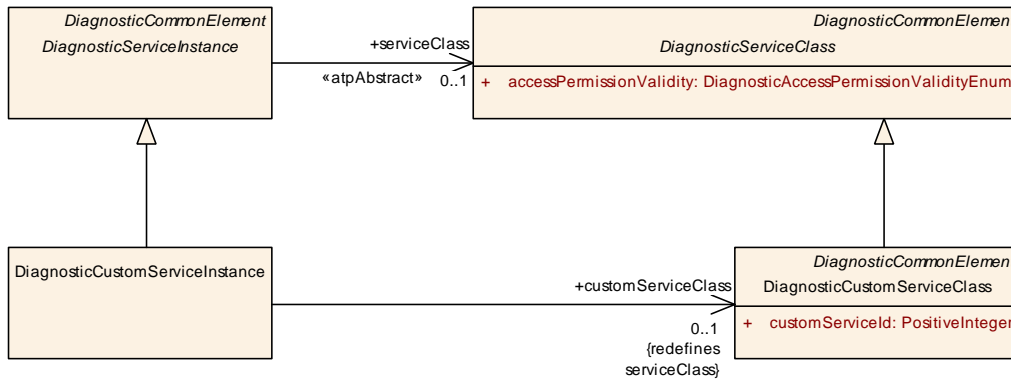 DiagnosticCommonElement
DiagnosticServiceInstance
+serviceClass
«atpAbstract»
0..1
DiagnosticCommonElemen
DiagnosticServiceClass
+ accessPermissionValidity: DiagnosticAccessPermissionValidityEnum
DiagnosticCustomServiceInstance
+customServiceClass
0..1
{redefines
serviceClass}
DiagnosticCommonElemen
DiagnosticCustomServiceClass
+ customServiceId: PositiveInteger